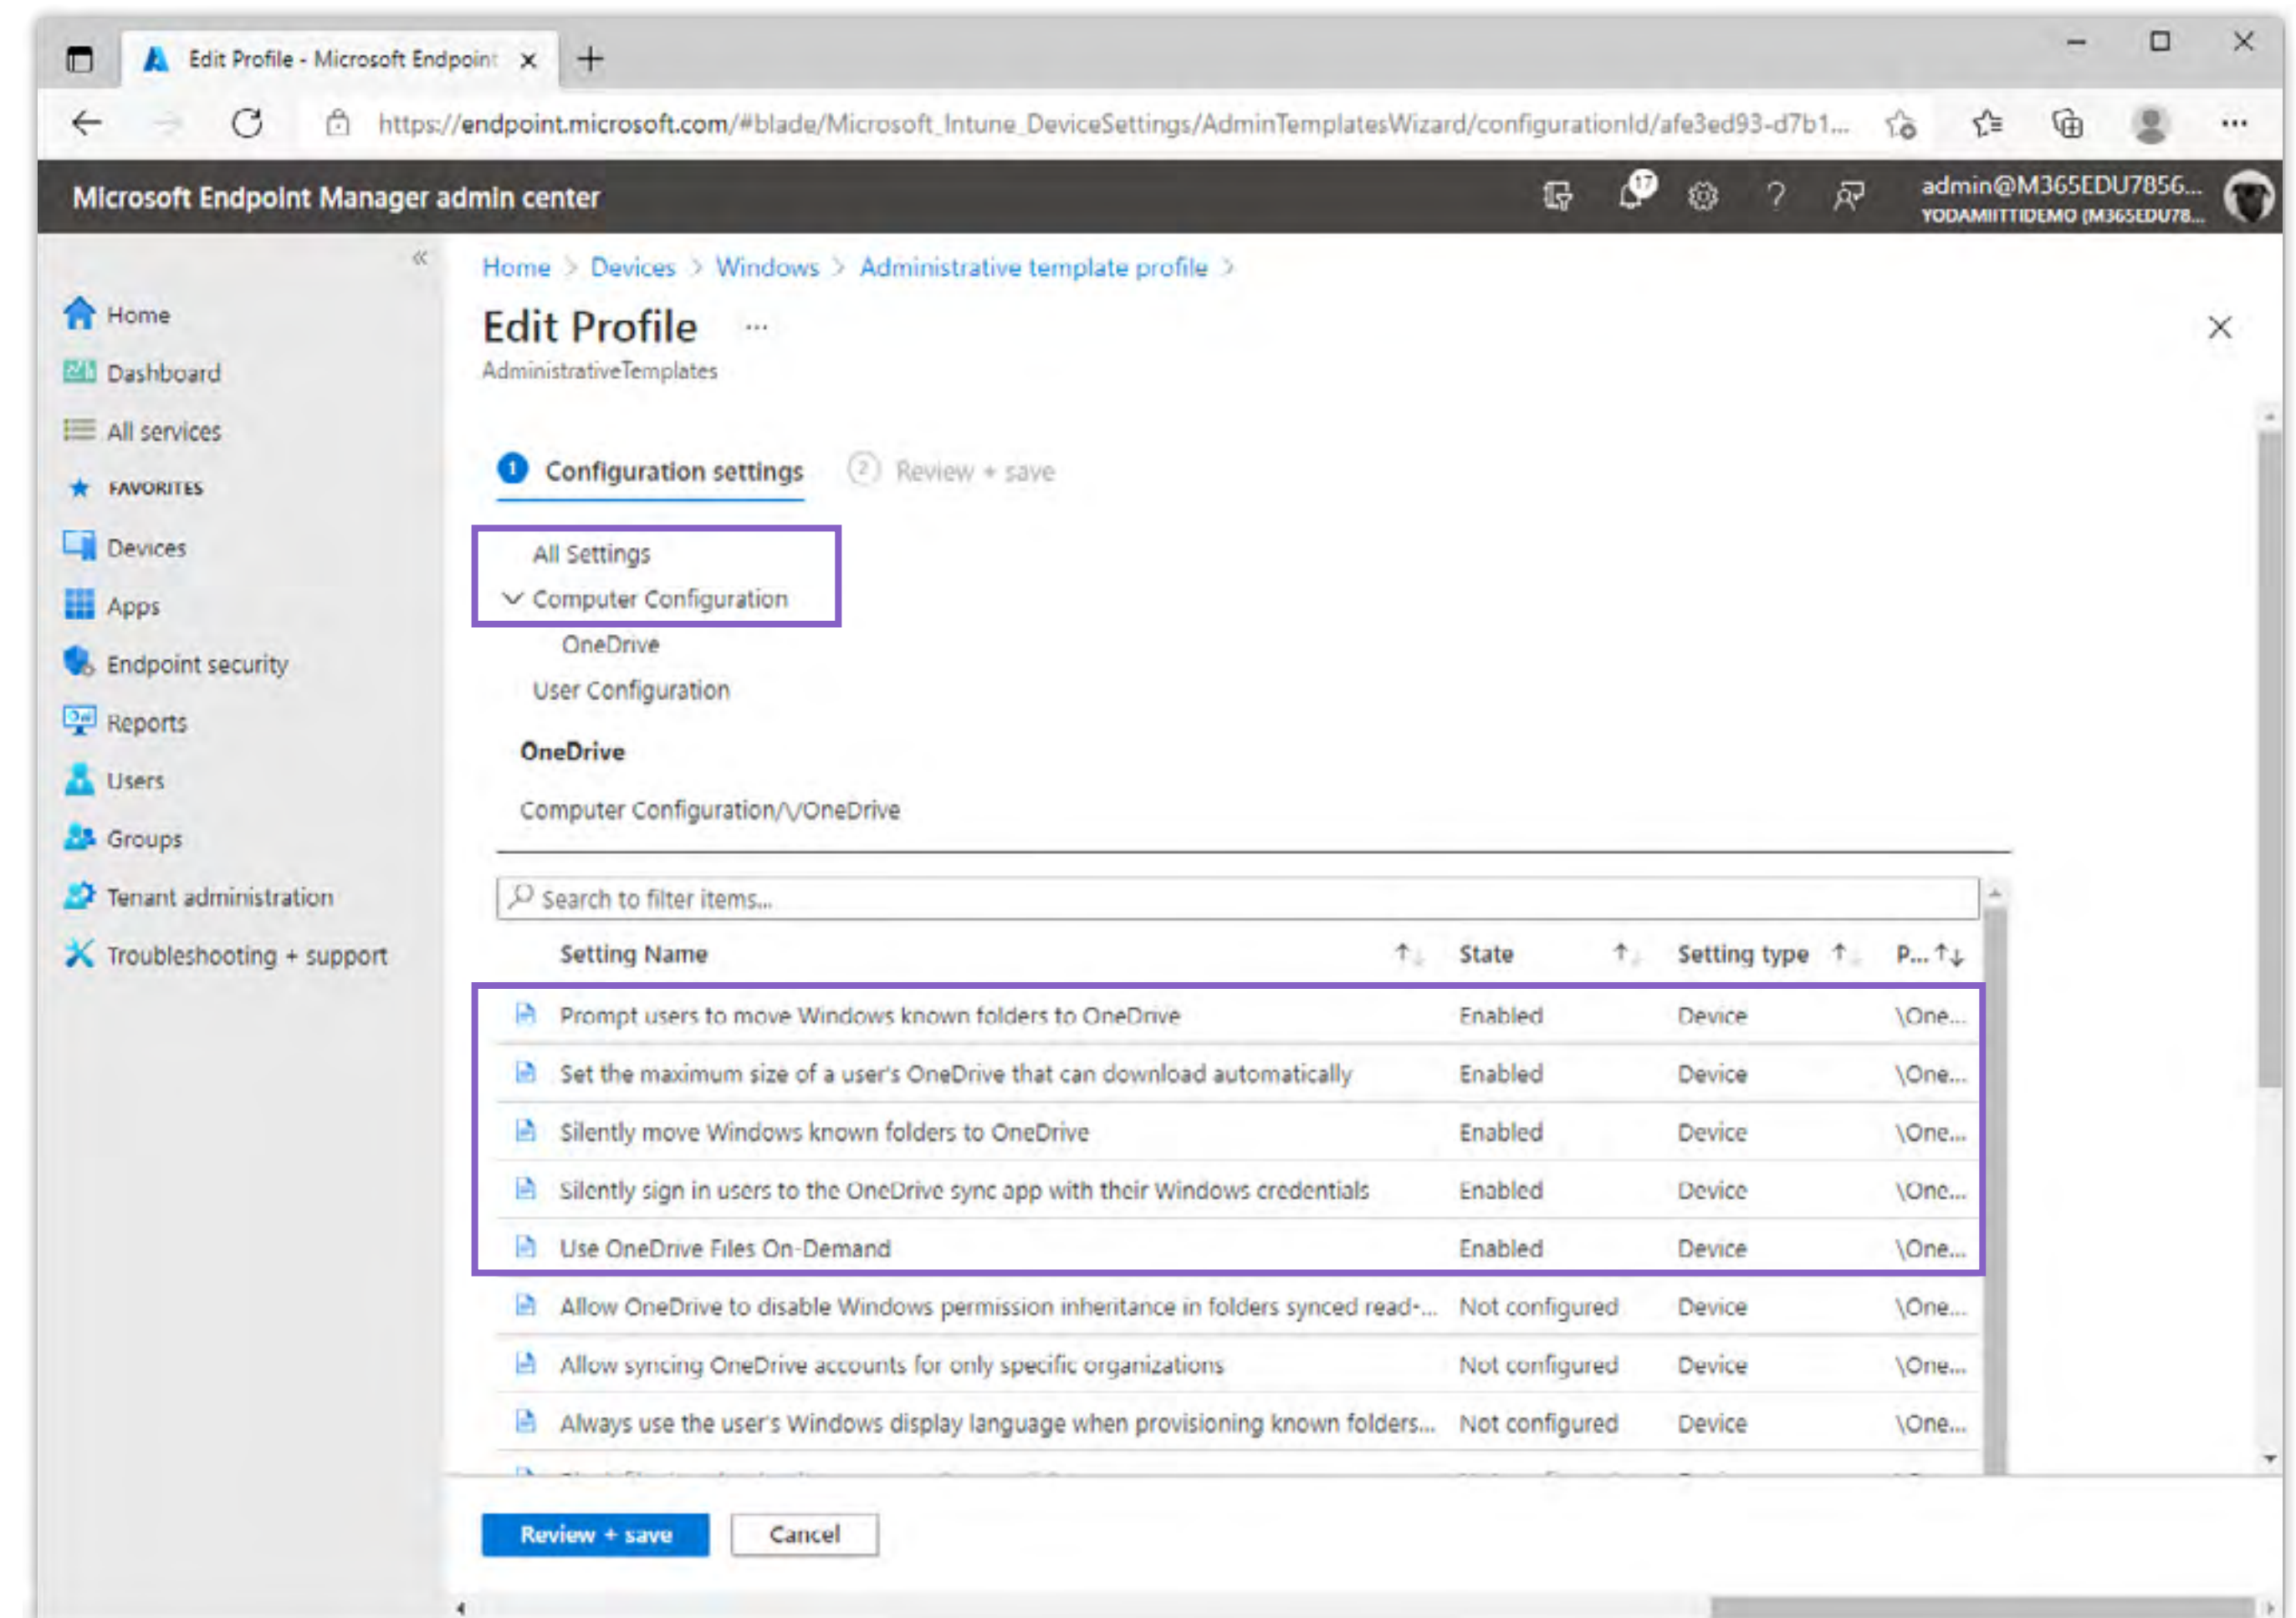 Edit Profile - Microsoft Endpoint
https://endpoint.microsoft.com/#blade/Microsoft_Intune_DeviceSettings/AdminTemplatesWizard/configurationId/afe3ed93-d7b1...
Microsoft Endpoint Manager admin center
17
?
admin@M365EDU7856...
YODAMIITTIDEMO (M365EDU78...
Home > Devices > Windows > Administrative template profile >
Edit Profile ...
AdministrativeTemplates
Home
Dashboard
All services
FAVORITES
Devices
Apps
Endpoint security
Reports
Users
Groups
Tenant administration
Troubleshooting + support
1 Configuration settings
2 Review + save
All Settings
Computer Configuration
OneDrive
User Configuration
OneDrive
Computer Configuration/\/OneDrive
Search to filter items...
Setting Name State Setting type P...
Prompt users to move Windows known folders to OneDrive Enabled Device \One...
Set the maximum size of a user's OneDrive that can download automatically Enabled Device \One...
Silently move Windows known folders to OneDrive Enabled Device \One...
Silently sign in users to the OneDrive sync app with their Windows credentials Enabled Device \One...
Use OneDrive Files On-Demand Enabled Device \One...
Allow OneDrive to disable Windows permission inheritance in folders synced read-... Not configured Device \One...
Allow syncing OneDrive accounts for only specific organizations Not configured Device \One...
Always use the user's Windows display language when provisioning known folders... Not configured Device \One...
Review + save
Cancel